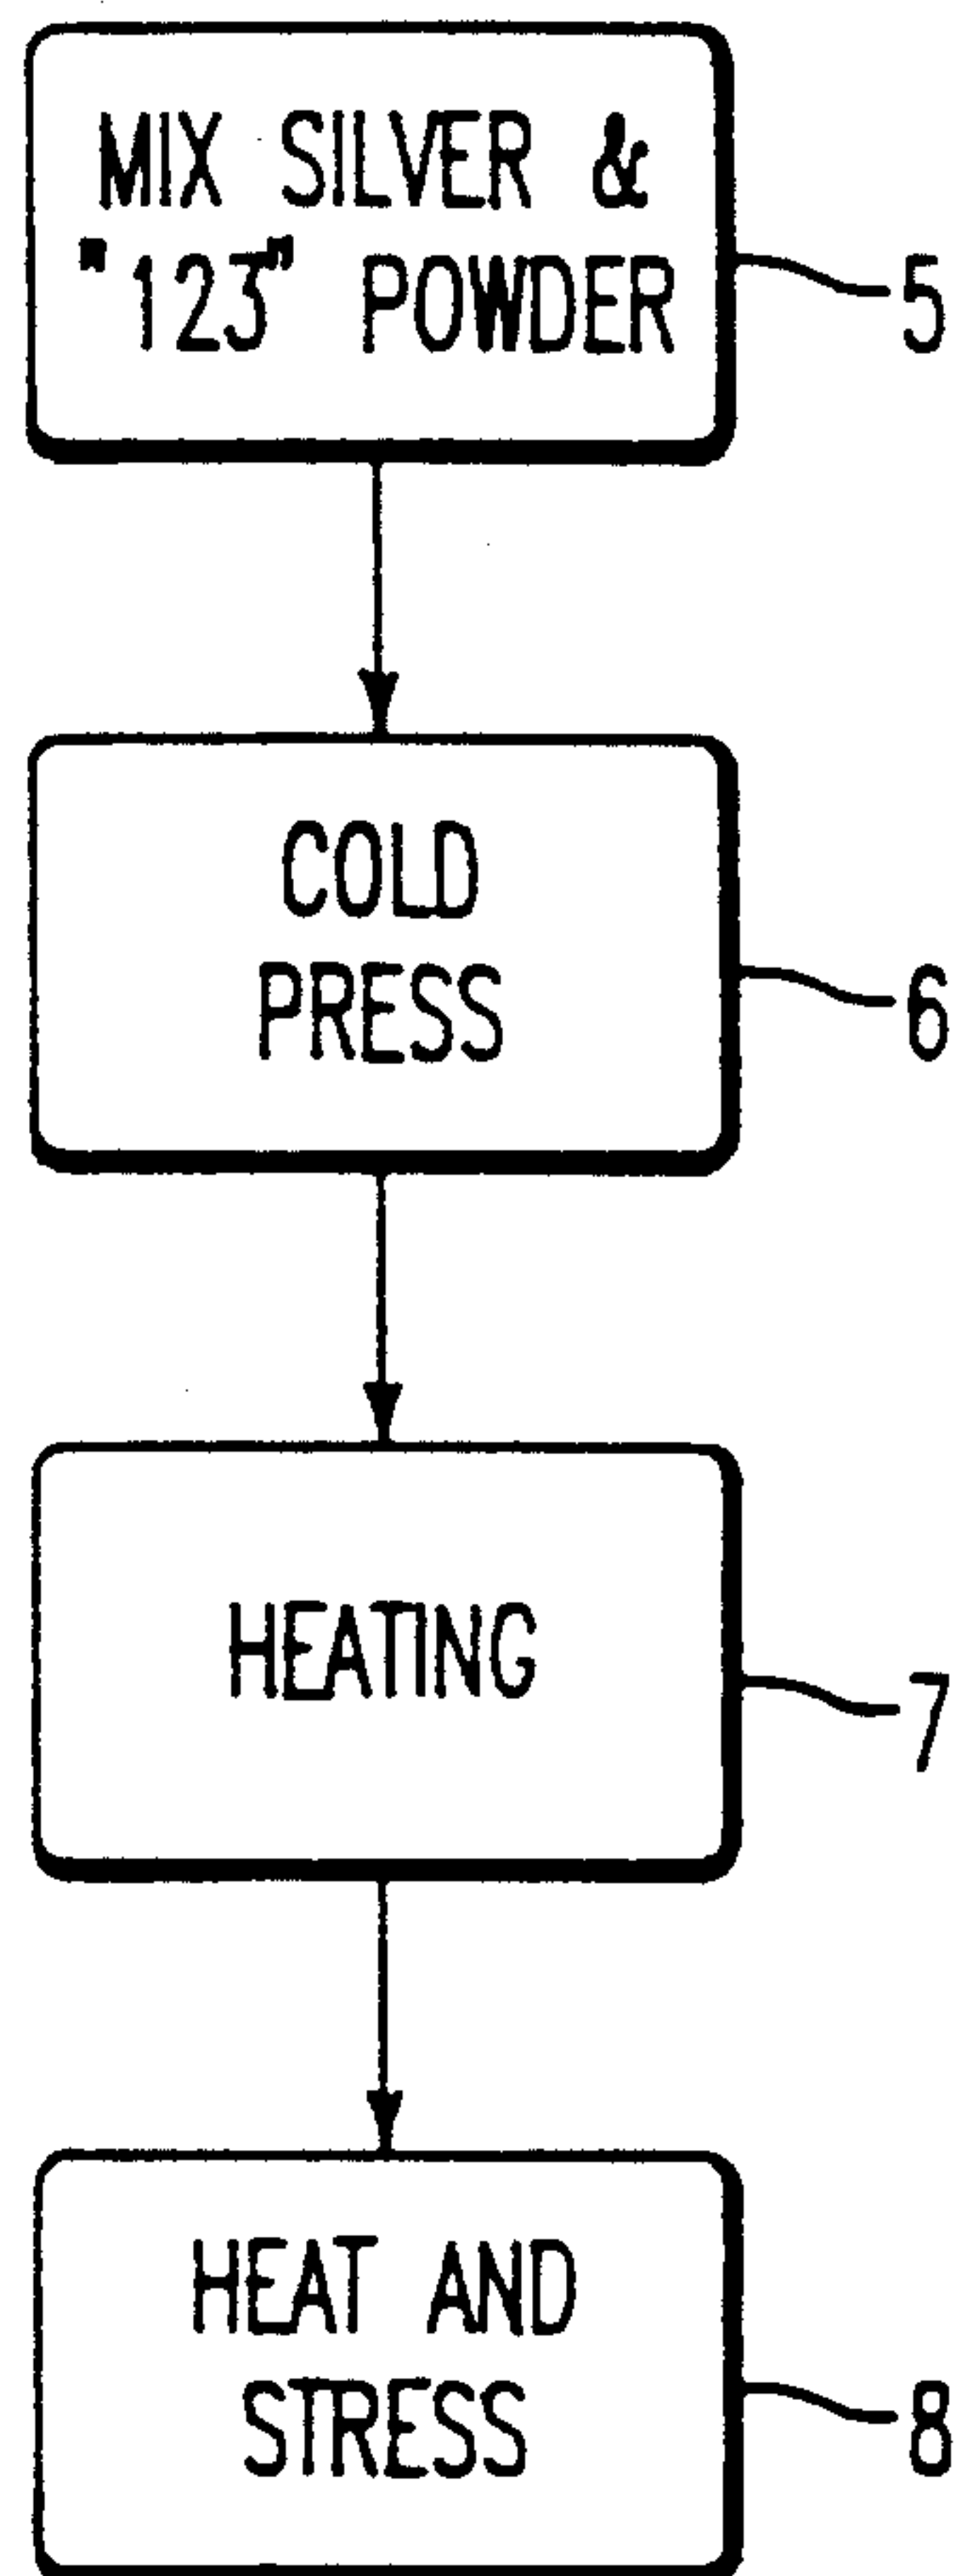 MIX SILVER &
"123" POWDER
5
COLD
PRESS
6
HEATING
7
HEAT AND
STRESS
8